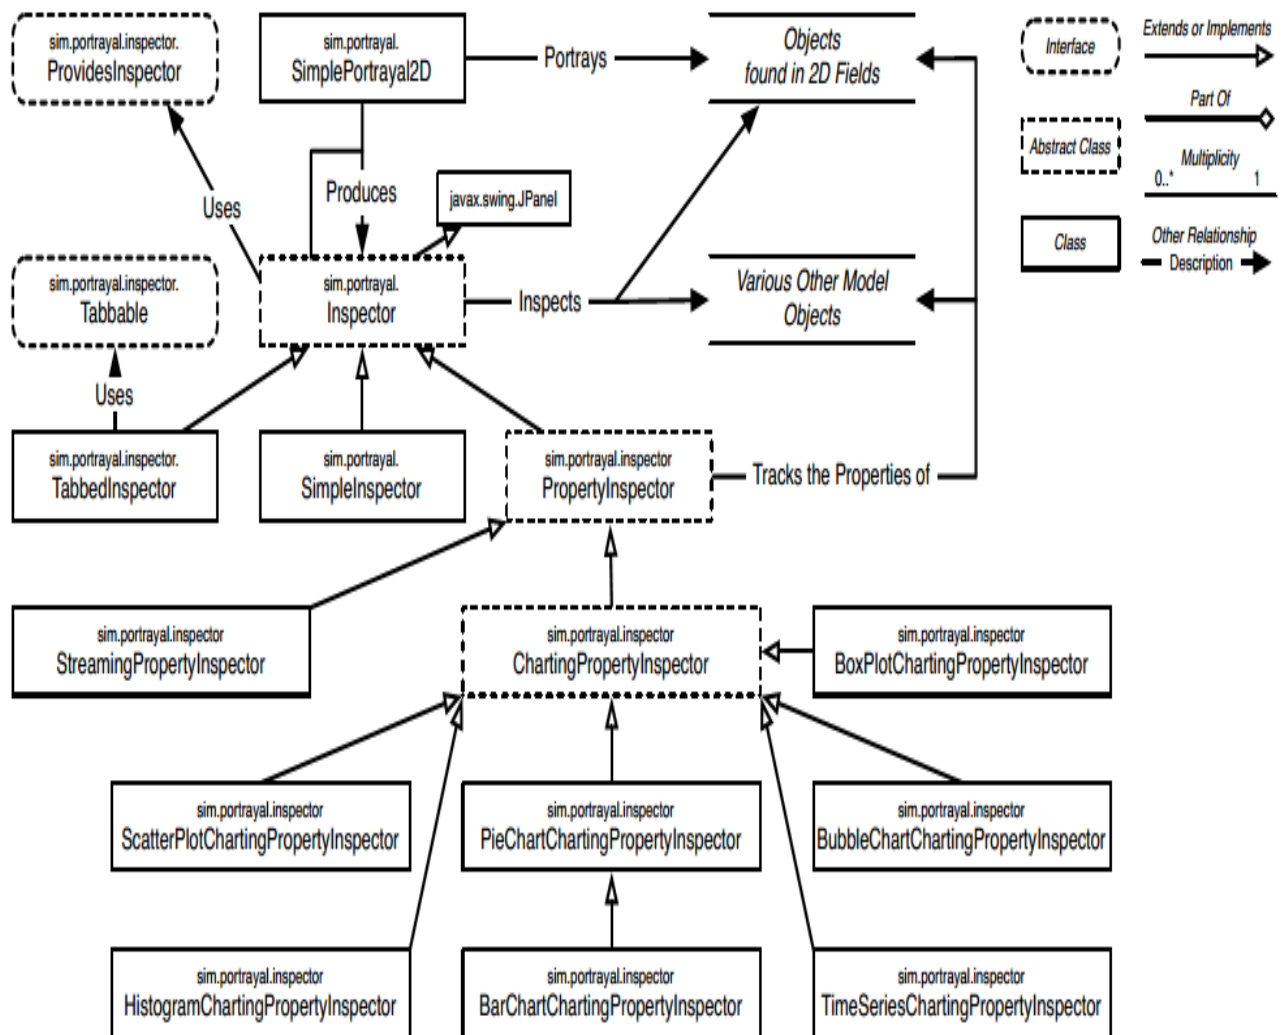 sim.portrayal.inspector.
ProvidesInspector
sim.portrayal.
SimplePortrayal2D
Portrays
Objects
found in 2D Fields
Interface
Extends or Implements
Part Of
Abstract Class
Multiplicity
0..*
1
Class
Other Relationship
Description
Uses
Produces
javax.swing.JPanel
sim.portrayal.inspector.
Tabbable
sim.portrayal.
Inspector
Inspects
Various Other Model
Objects
Uses
sim.portrayal.inspector.
TabbedInspector
sim.portrayal.
SimpleInspector
sim.portrayal.inspector
PropertyInspector
Tracks the Properties of
sim.portrayal.inspector
StreamingPropertyInspector
sim.portrayal.inspector
ChartingPropertyInspector
sim.portrayal.inspector
BoxPlotChartingPropertyInspector
sim.portrayal.inspector
ScatterPlotChartingPropertyInspector
sim.portrayal.inspector
PieChartChartingPropertyInspector
sim.portrayal.inspector
BubbleChartChartingPropertyInspector
sim.portrayal.inspector
HistogramChartingPropertyInspector
sim.portrayal.inspector
BarChartChartingPropertyInspector
sim.portrayal.inspector
TimeSeriesChartingPropertyInspector